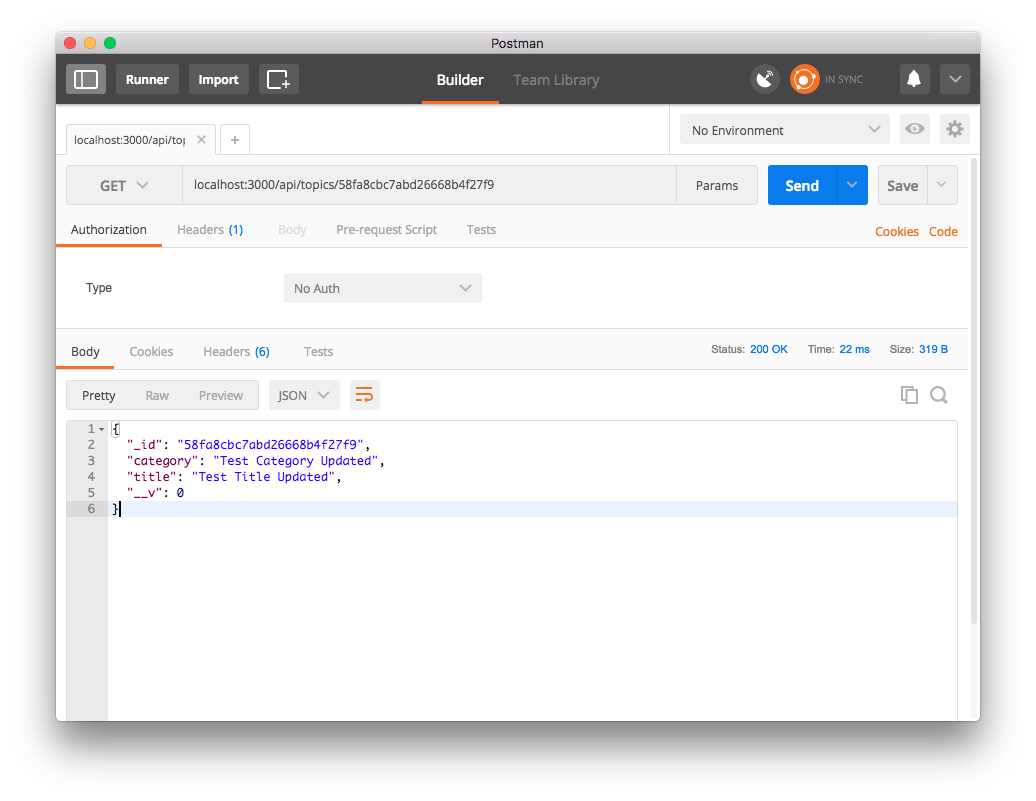 Postman
Runner Import Builder Team Library IN SYNC
localhost:3000/api/top No Environment
GET localhost:3000/api/topics/58fa8cbc7abd26668b4f27f9 Params Send Save
Authorization Headers (1) Body Pre-request Script Tests Cookies Code
Type No Auth
Body Cookies Headers (6) Tests Status: 200 OK Time: 22 ms Size: 319 B
Pretty Raw Preview JSON
1 {
2 "_id": "58fa8cbc7abd26668b4f27f9",
3 "category": "Test Category Updated",
4 "title": "Test Title Updated",
5 "__v": 0
6 }